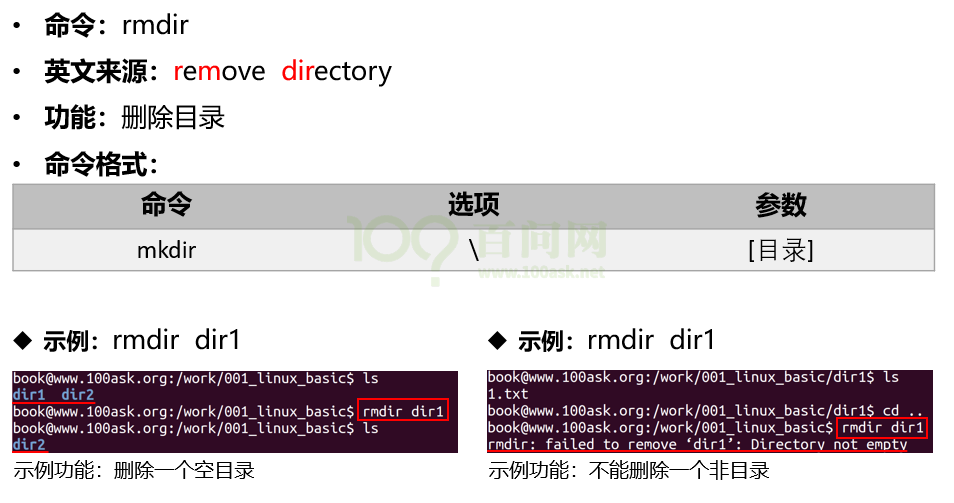 • 命令：rmdir
• 英文来源：remove directory
• 功能：删除目录
• 命令格式：
命令 选项 参数
mkdir \ [目录]
100? 百问网
www.100ask.net
◆ 示例：rmdir dir1
book@www.100ask.org:/work/001_linux_basic$ ls
dir1 dir2
book@www.100ask.org:/work/001_linux_basic$ rmdir dir1
book@www.100ask.org:/work/001_linux_basic$ ls
dir2
示例功能：删除一个空目录
◆ 示例：rmdir dir1
book@www.100ask.org:/work/001_linux_basic/dir1$ ls
1.txt
book@www.100ask.org:/work/001_linux_basic/dir1$ cd ..
book@www.100ask.org:/work/001_linux_basic$ rmdir dir1
rmdir: failed to remove ‘dir1’: Directory not empty
示例功能：不能删除一个非目录